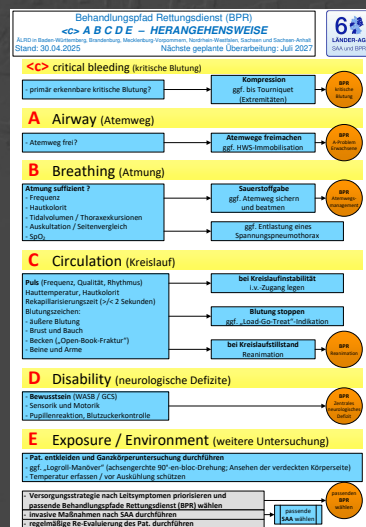 Behandlungspfad Rettungsdienst (BPR)
<c> A B C D E – HERANGEHENSWEISE
ÄLRD in Baden-Württemberg, Brandenburg, Mecklenburg-Vorpommern, Nordrhein-Westfalen, Sachsen und Sachsen-Anhalt
Stand: 30.04.2025 Nächste geplante Überarbeitung: Juli 2027
6
LÄNDER-AG
SAA und BPR
<c> critical bleeding (kritische Blutung)
- primär erkennbare kritische Blutung?
Kompression
ggf. bis Tourniquet
(Extremitäten)
BPR
kritische
Blutung
A Airway (Atemweg)
- Atemweg frei?
Atemwege freimachen
ggf. HWS-Immobilisation
BPR
A-Problem
Erwachsene
B Breathing (Atmung)
Atmung suffizient ?
- Frequenz
- Hautkolorit
- Tidalvolumen / Thoraxexkursionen
- Auskultation / Seitenvergleich
- SpO₂
Sauerstoffgabe
ggf. Atemweg sichern
und beatmen
BPR
Atemwegs-
management
ggf. Entlastung eines
Spannungspneumothorax
C Circulation (Kreislauf)
Puls (Frequenz, Qualität, Rhythmus)
Hauttemperatur, Hautkolorit
Rekapillarisierungszeit (>/< 2 Sekunden)
Blutungszeichen:
- äußere Blutung
- Brust und Bauch
- Becken („Open-Book-Fraktur“)
- Beine und Arme
bei Kreislaufinstabilität
i.v.-Zugang legen
Blutung stoppen
ggf. „Load-Go-Treat“-Indikation
bei Kreislaufstillstand
Reanimation
BPR
Reanimation
D Disability (neurologische Defizite)
- Bewusstsein (WASB / GCS)
- Sensorik und Motorik
- Pupillenreaktion, Blutzuckerkontrolle
BPR
Zentrales
neurologisches
Defizit
E Exposure / Environment (weitere Untersuchung)
- Pat. entkleiden und Ganzkörperuntersuchung durchführen
- ggf. „Logroll-Manöver“ (achsengerechte 90°-en-bloc-Drehung; Ansehen der verdeckten Körperseite)
- Temperatur erfassen / vor Auskühlung schützen
- Versorgungsstrategie nach Leitsymptomen priorisieren und
passende Behandlungspfade Rettungsdienst (BPR) wählen
- invasive Maßnahmen nach SAA durchführen
- regelmäßige Re-Evaluierung des Pat. durchführen
passende
SAA wählen
passenden
BPR
wählen